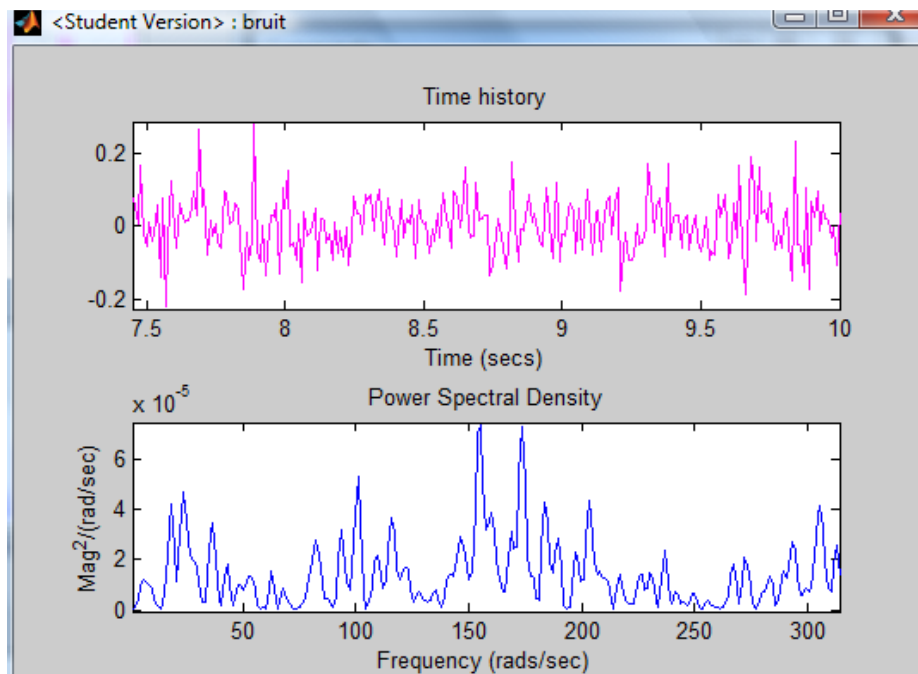 <Student Version> : bruit
Time history
0.2
0
-0.2
7.5 8 8.5 9 9.5 10
Time (secs)
x 10^-5
Power Spectral Density
Mag^2/(rad/sec)
6
4
2
0
50 100 150 200 250 300
Frequency (rads/sec)